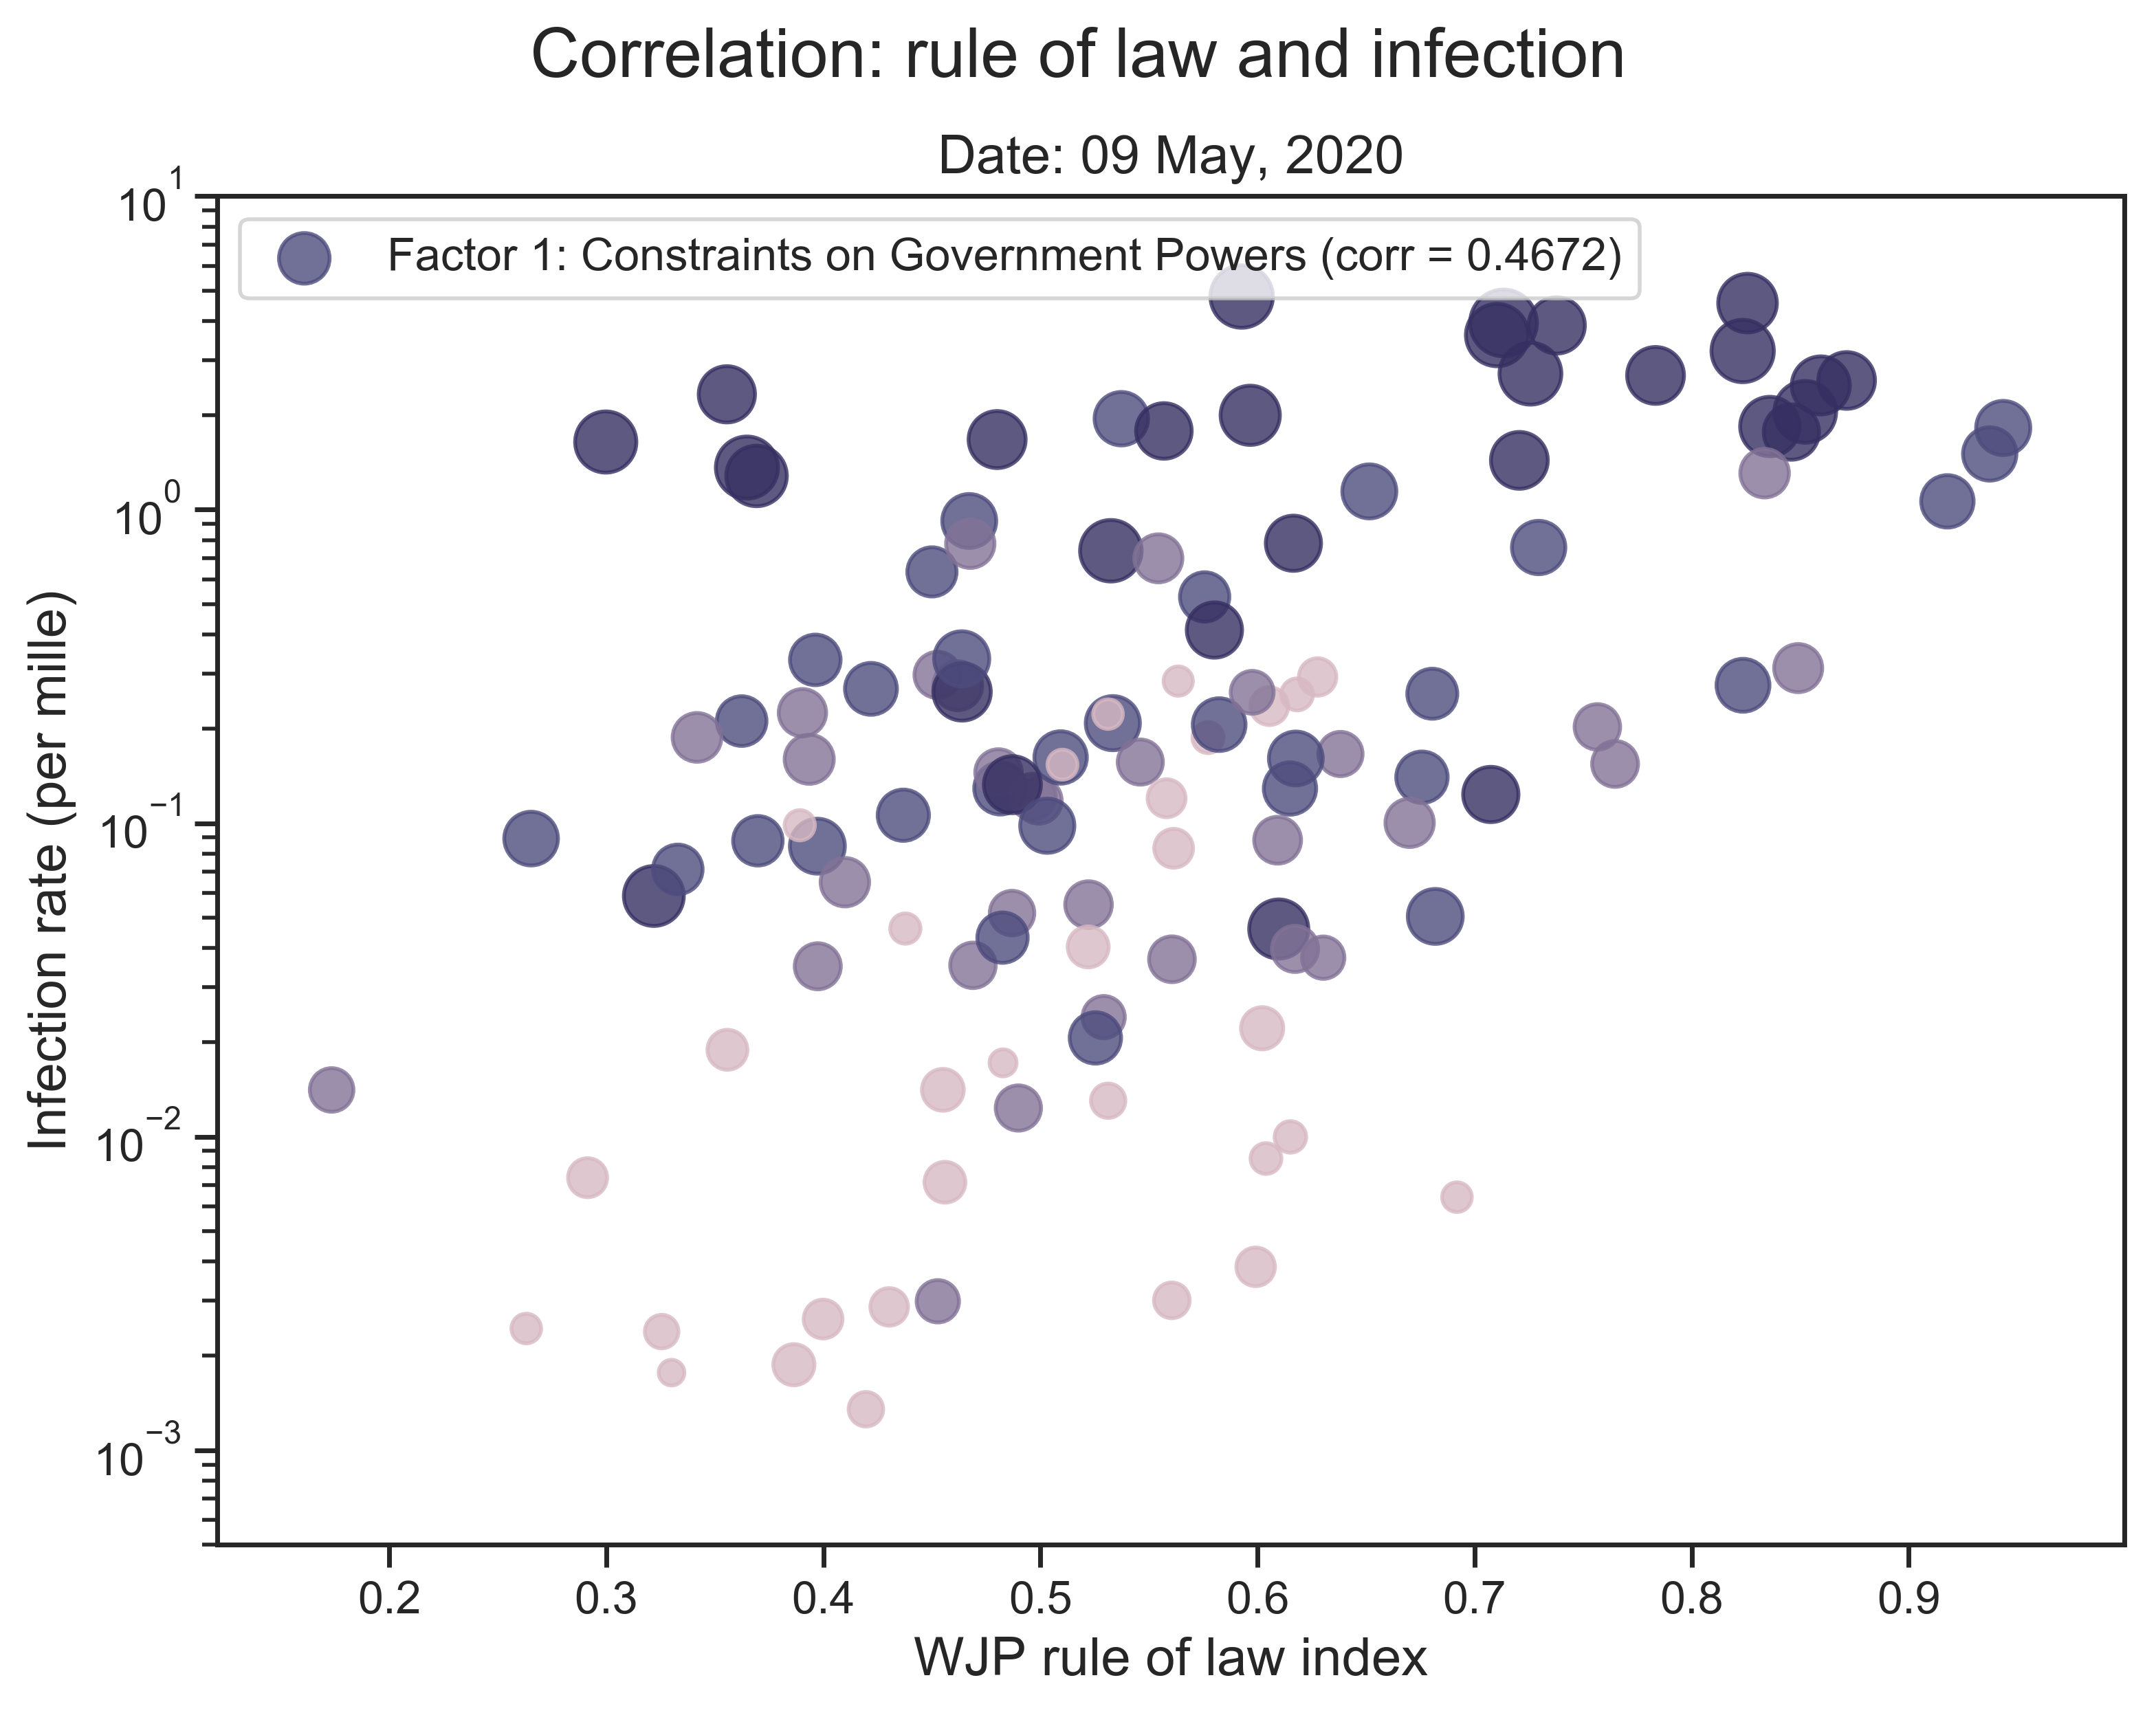 Correlation: rule of law and infection
Date: 09 May, 2020
Factor 1: Constraints on Government Powers (corr = 0.4672)
Infection rate (per mille)
10^1
10^0
10^−1
10^−2
10^−3
0.2 0.3 0.4 0.5 0.6 0.7 0.8 0.9
WJP rule of law index